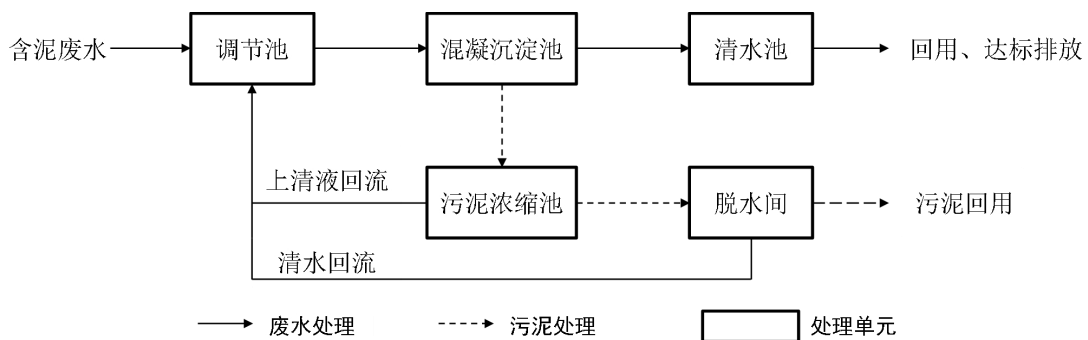 含泥废水
调节池
混凝沉淀池
清水池
回用、达标排放
上清液回流
污泥浓缩池
脱水间
污泥回用
清水回流
废水处理
污泥处理
处理单元